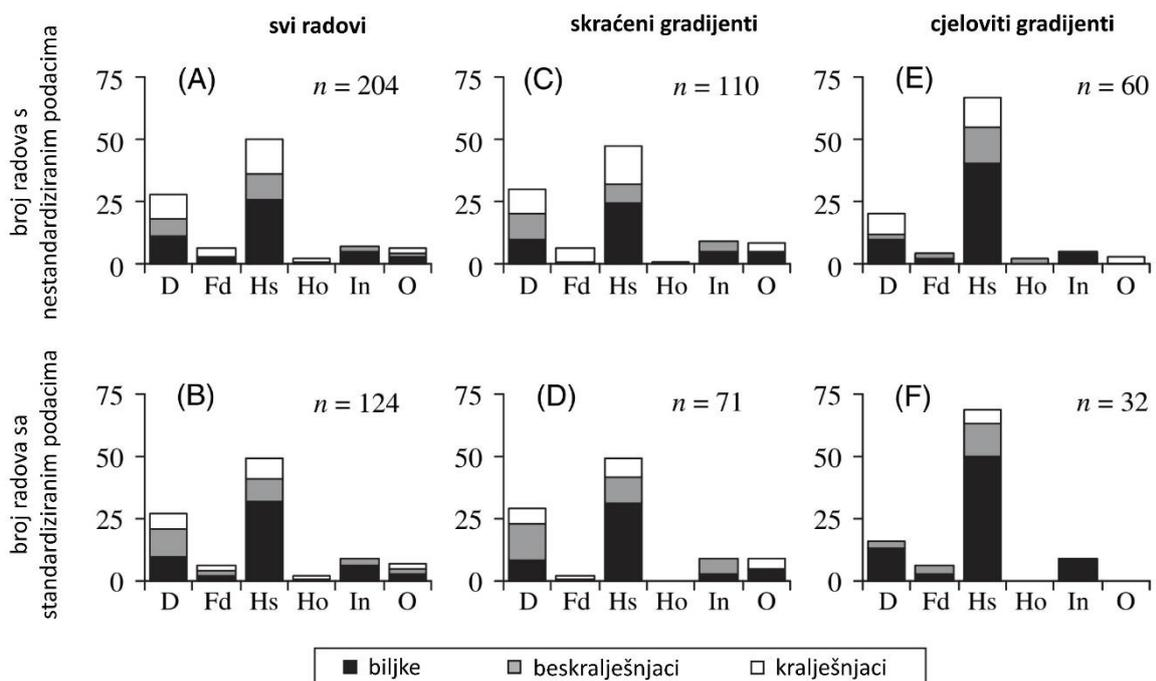 svi radovi
skraćeni gradijenti
cjeloviti gradijenti
broj radova s
nestandardiziranim podacima
75
50
25
0
(A)
n = 204
D Fd Hs Ho In O
75
50
25
0
(C)
n = 110
D Fd Hs Ho In O
75
50
25
0
(E)
n = 60
D Fd Hs Ho In O
broj radova sa
standardiziranim podacima
75
50
25
0
(B)
n = 124
D Fd Hs Ho In O
75
50
25
0
(D)
n = 71
D Fd Hs Ho In O
75
50
25
0
(F)
n = 32
D Fd Hs Ho In O
biljke beskralješnjaci kralješnjaci